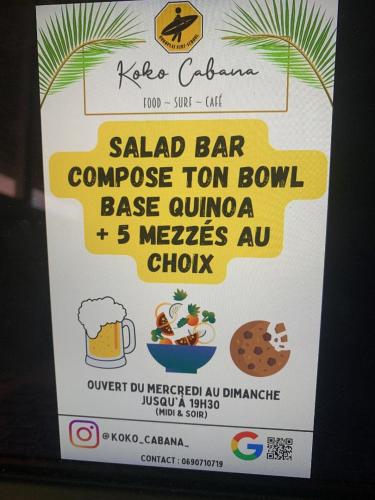 Koko Cabana
FOOD ~ SURF ~ CAFÉ
SALAD BAR
COMPOSE TON BOWL
BASE QUINOA
+ 5 MEZZÉS AU
CHOIX
OUVERT DU MERCREDI AU DIMANCHE
JUSQU'À 19H30
(MIDI & SOIR)
@KOKO_CABANA_
G
CONTACT : 0690710719